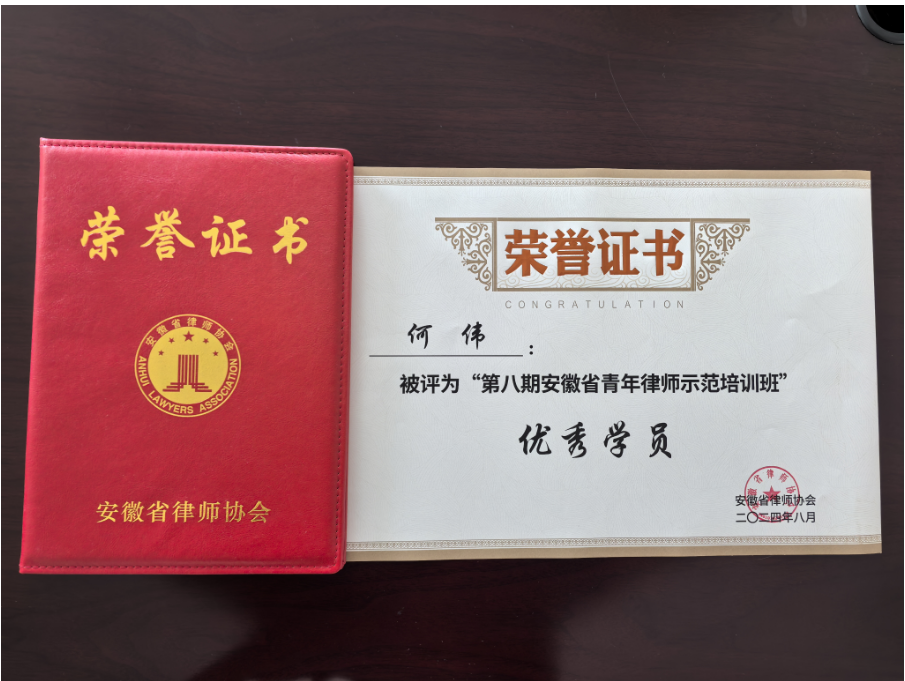 荣誉证书
安徽省律师协会
ANHUI LAWYERS ASSOCIATION
安徽省律师协会
荣誉证书
CONGRATULATION
何伟:
被评为“第八期安徽省青年律师示范培训班”
优秀学员
安徽省律师协会
二〇二四年八月